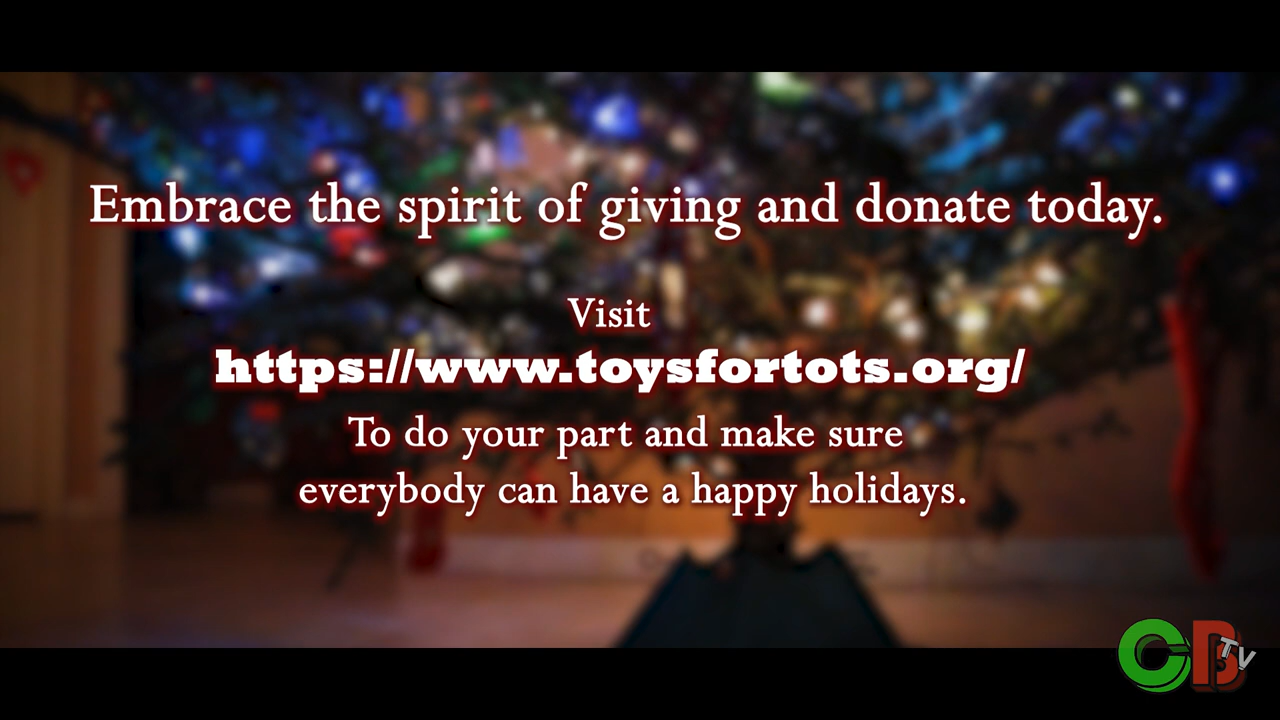 Embrace the spirit of giving and donate today.
Visit
https://www.toysfortots.org/
To do your part and make sure
everybody can have a happy holidays.
CB TV